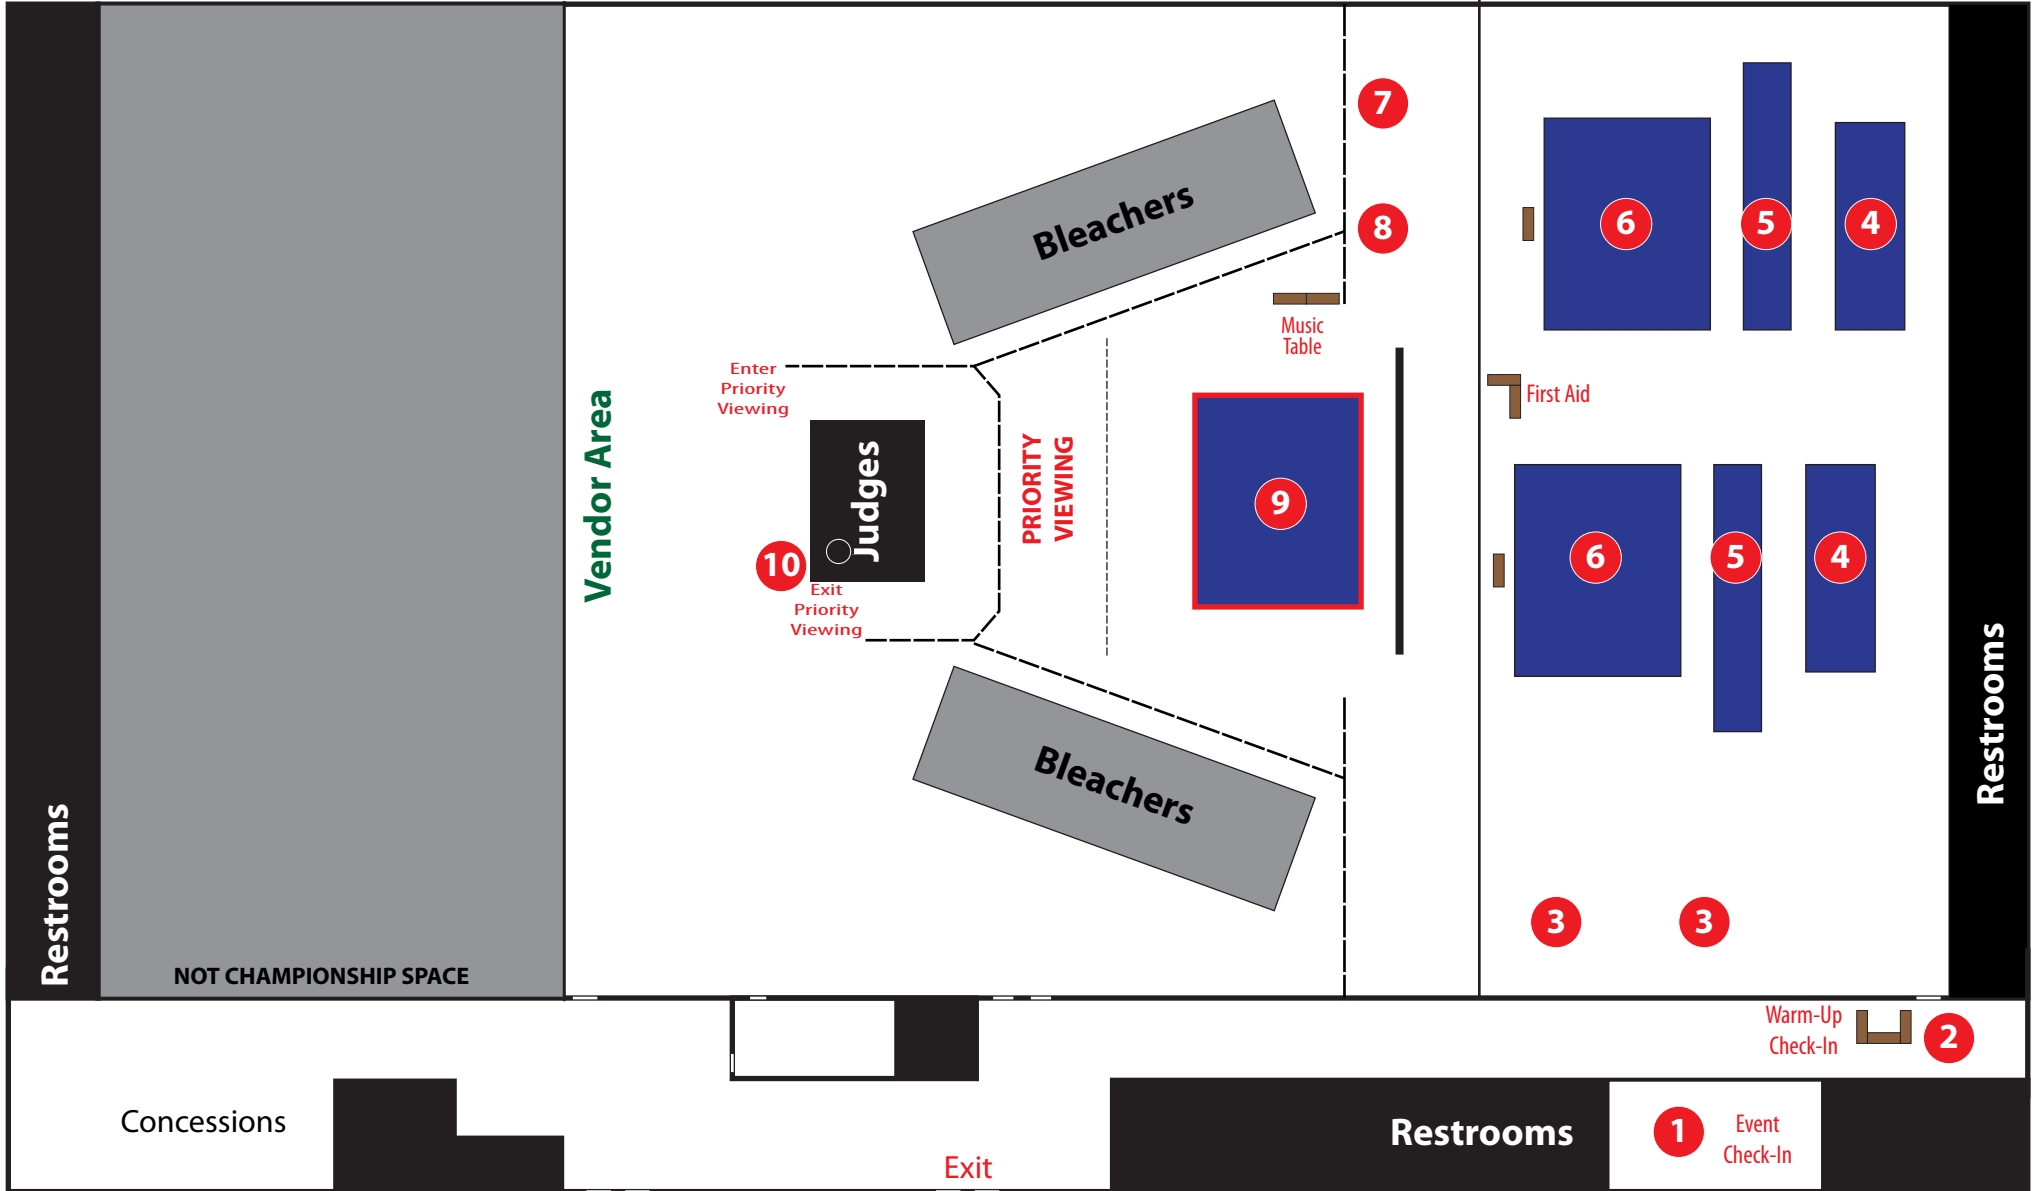 7
8
6
5
4
Bleachers
Music
Table
Enter
Priority
Viewing
First Aid
Vendor Area
Judges
PRIORITY
VIEWING
9
10
6
5
4
Exit
Priority
Viewing
Bleachers
Restrooms
Restrooms
3
3
NOT CHAMPIONSHIP SPACE
Warm-Up
Check-In
2
Concessions
Restrooms
1
Event
Check-In
Exit